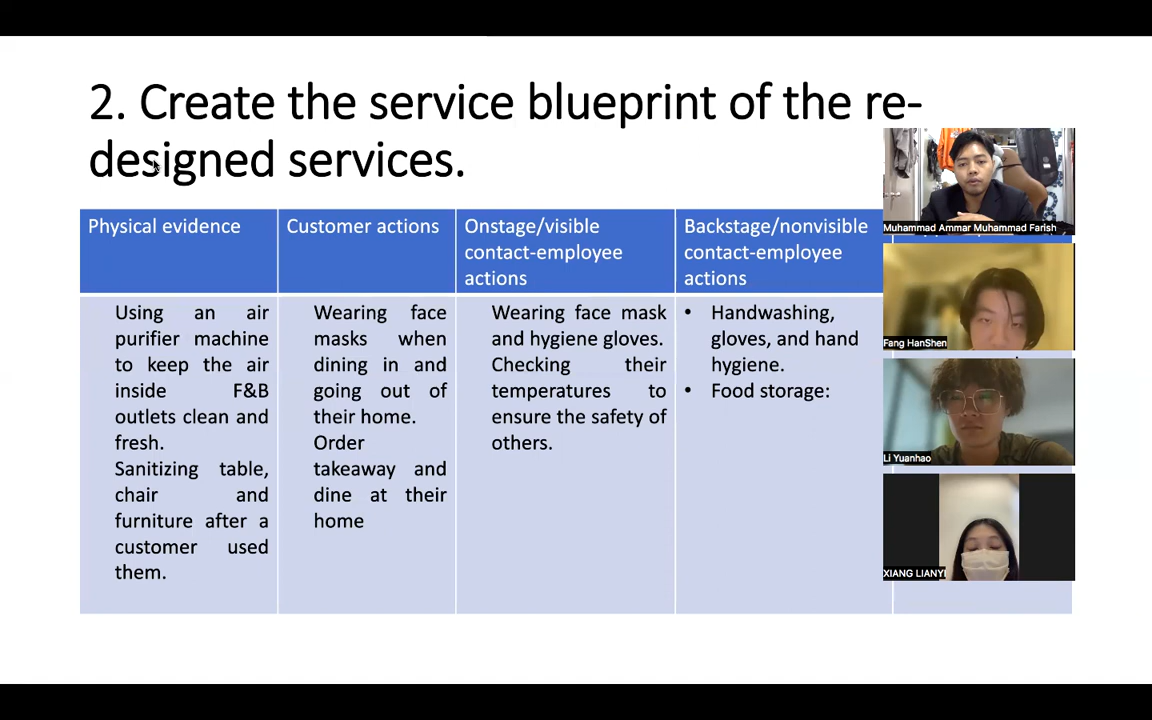 2. Create the service blueprint of the re-
designed services.
Physical evidence
Customer actions
Onstage/visible
contact-employee
actions
Backstage/nonvisible
contact-employee
actions
Using an air
purifier machine
to keep the air
inside F&B
outlets clean and
fresh.
Sanitizing table,
chair and
furniture after a
customer used
them.
Wearing face
masks when
dining in and
going out of
their home.
Order
takeaway and
dine at their
home
Wearing face mask
and hygiene gloves.
Checking their
temperatures to
ensure the safety of
others.
• Handwashing,
gloves, and hand
hygiene.
• Food storage:
Muhammad Ammar Muhammad Farish
Fang HanShen
Li Yuanhao
XIANG LIANYI